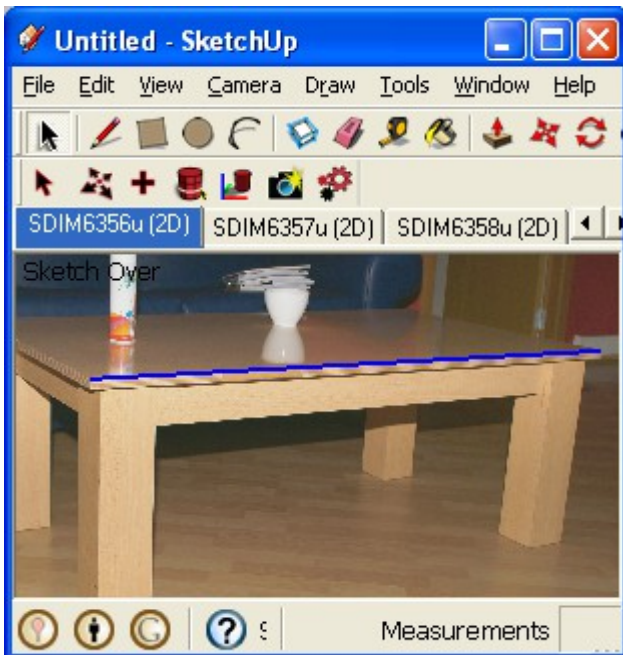 Untitled - SketchUp
File Edit View Camera Draw Tools Window Help
SDIM6356u (2D) SDIM6357u (2D) SDIM6358u (2D)
Sketch Over
G ? Measurements